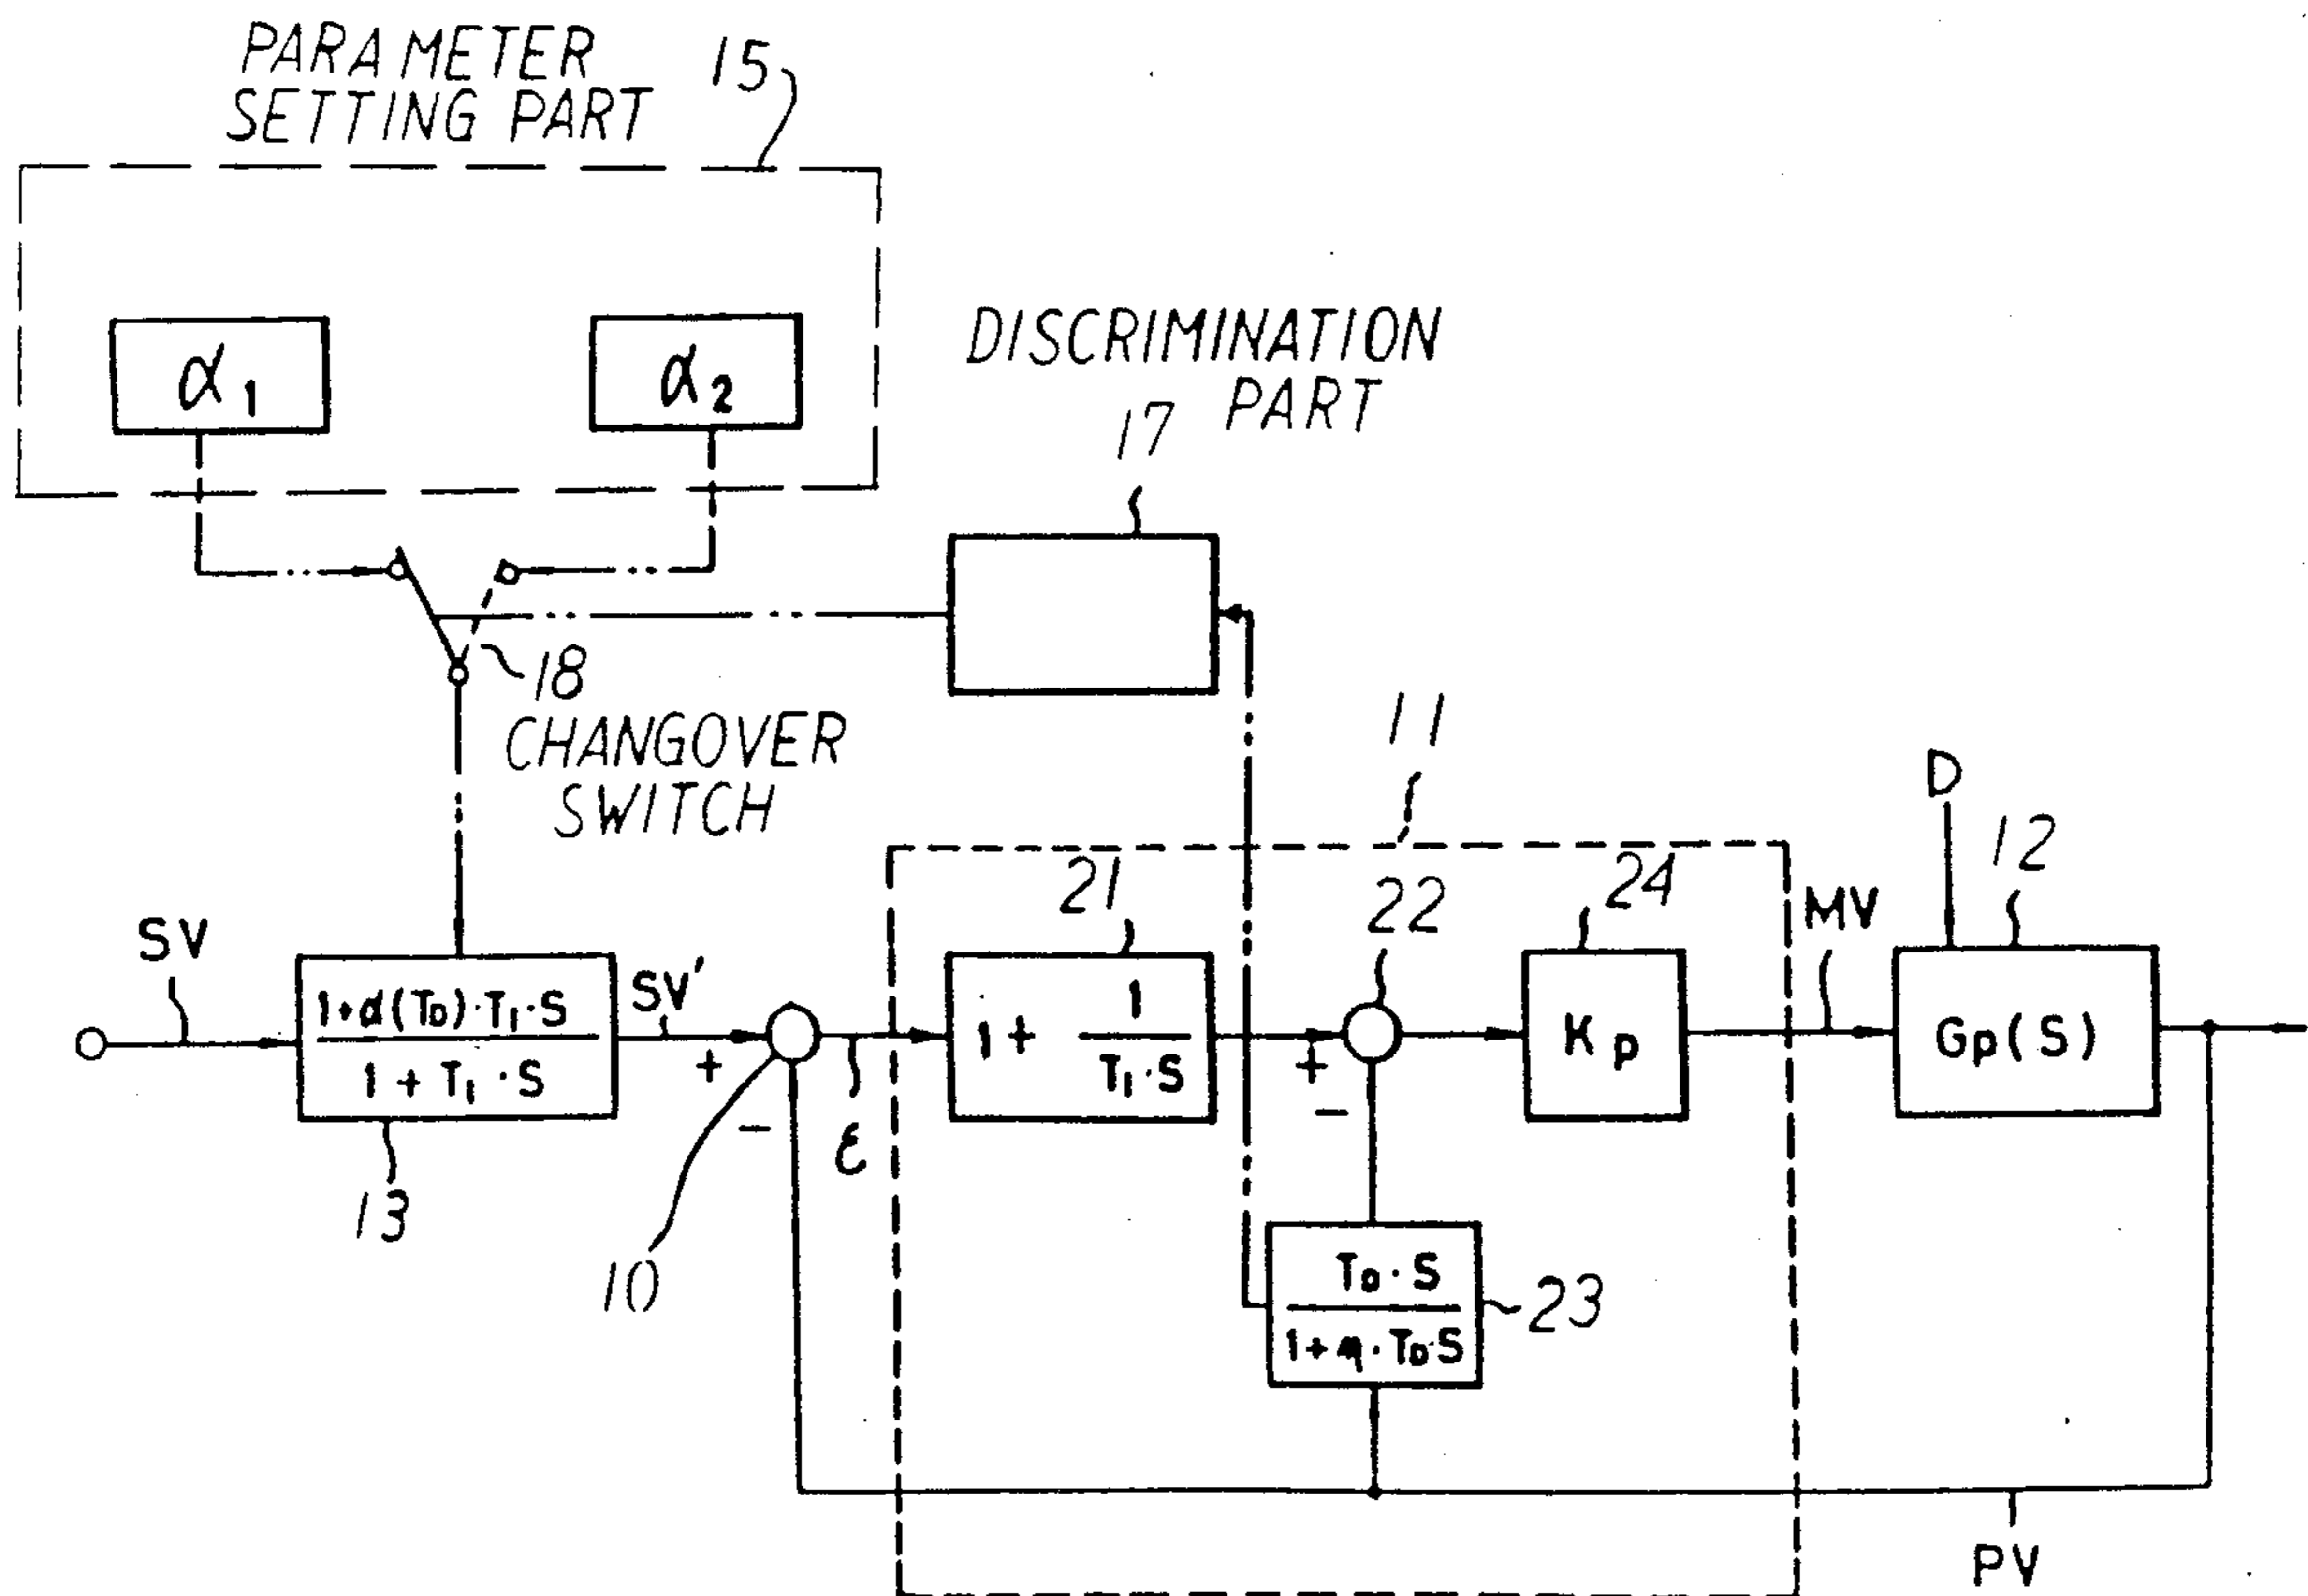 PARAMETER
SETTING PART
15
α1
α2
DISCRIMINATION
PART
17
18
CHANGOVER
SWITCH
11
D
12
21
22
24
MV
SV
1+α(TD)·TI·S
1 + TI·S
SV'
+
-
ε
1 +
1
TI·S
+
-
Kp
Gp(S)
13
10
TD·S
1+η·TD·S
23
PV